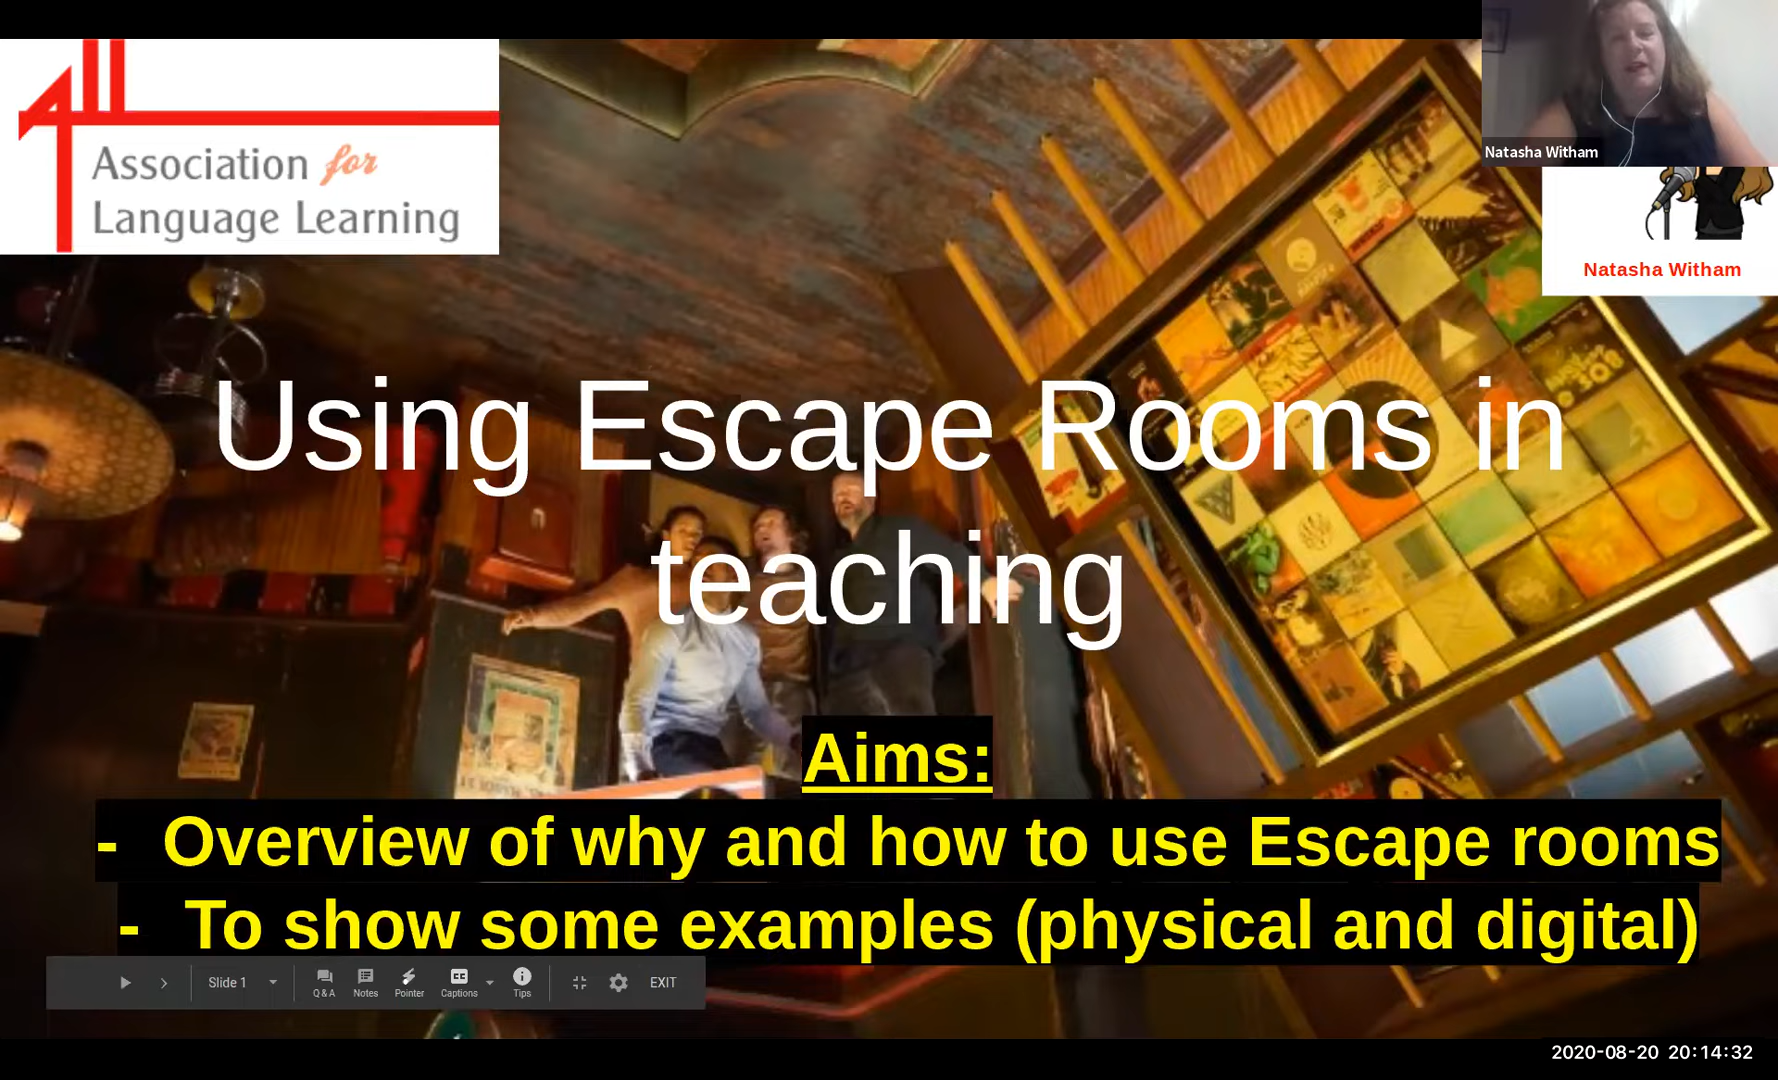 All
Association for
Language Learning
Natasha Witham
Natasha Witham
Using Escape Rooms in
teaching
Aims:
- Overview of why and how to use Escape rooms
- To show some examples (physical and digital)
Slide 1
Q & A
Notes
Pointer
CC
Captions
Tips
EXIT
2020-08-20 20:14:32